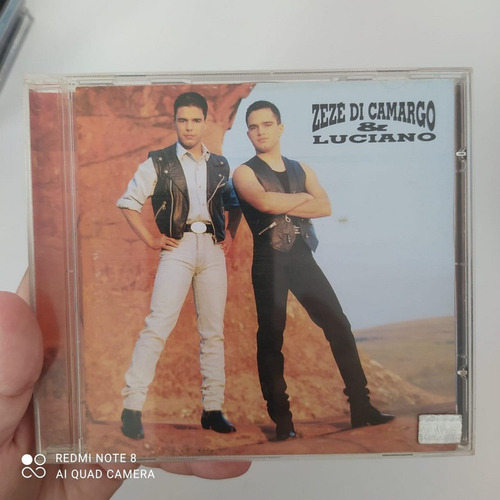 ZEZE DI CAMARGO
&
LUCIANO
REDMI NOTE 8
AI QUAD CAMERA